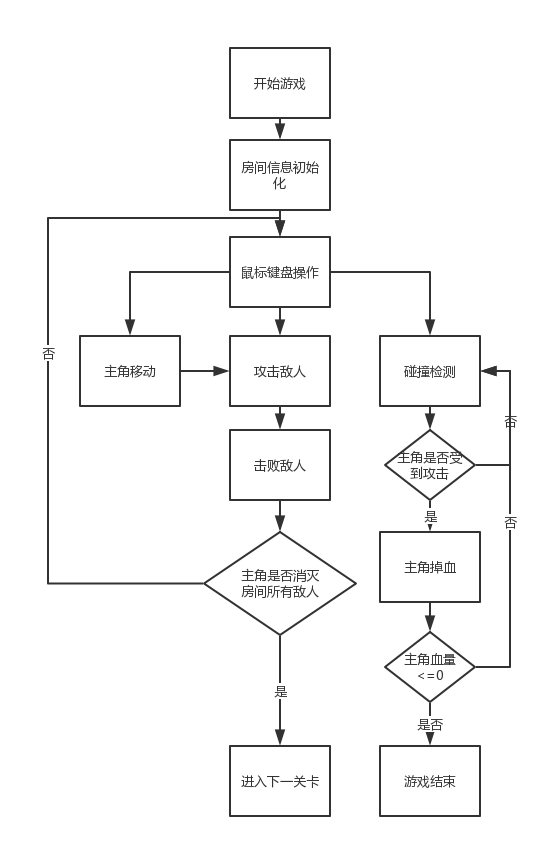 开始游戏
房间信息初始
化
鼠标键盘操作
否
主角移动
攻击敌人
碰撞检测
否
主角是否受
到攻击
击败敌人
是
否
主角掉血
主角是否消灭
房间所有敌人
主角血量
<=0
是
是否
进入下一关卡
游戏结束